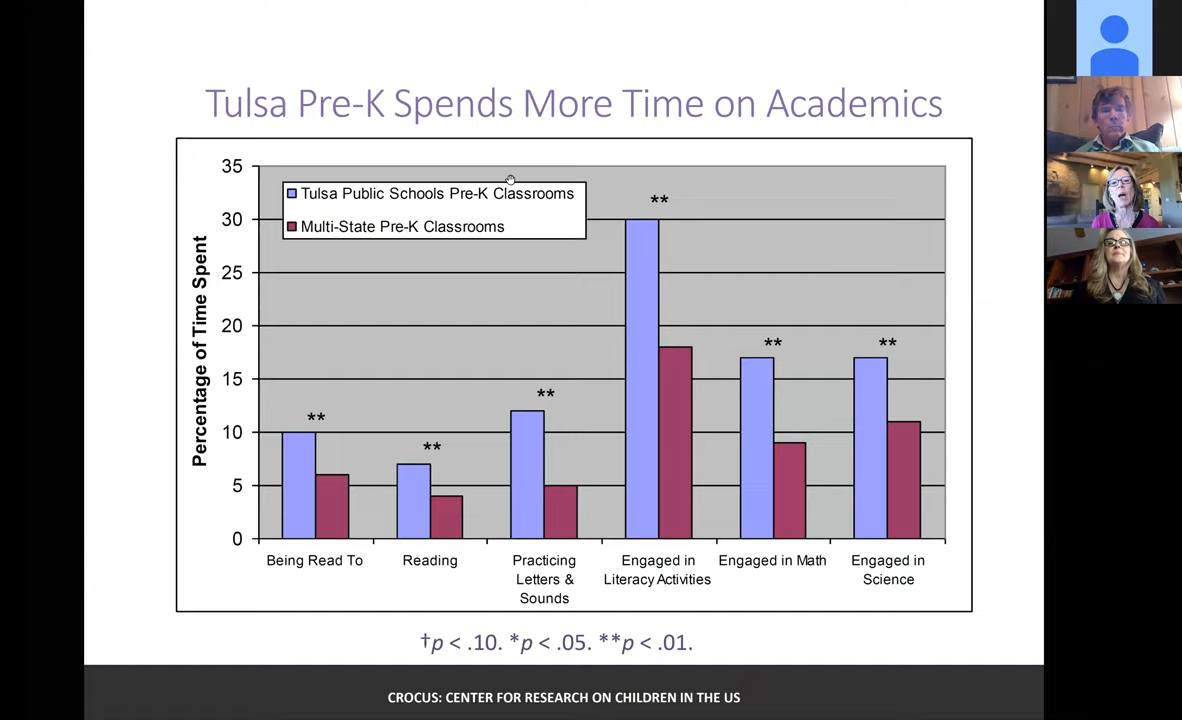 Tulsa Pre-K Spends More Time on Academics
35
30
25
20
15
10
5
0
Percentage of Time Spent
Tulsa Public Schools Pre-K Classrooms
Multi-State Pre-K Classrooms
**
**
**
**
**
**
Being Read To
Reading
Practicing
Letters &
Sounds
Engaged in
Literacy Activities
Engaged in Math
Engaged in
Science
†p < .10. *p < .05. **p < .01.
CROCUS: CENTER FOR RESEARCH ON CHILDREN IN THE US